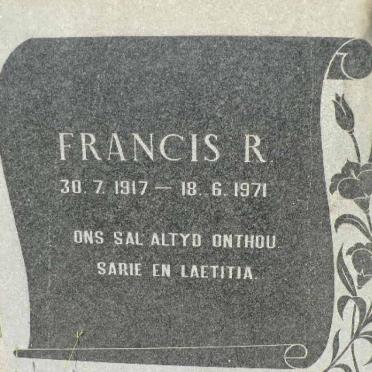 FRANCIS R.
30. 7. 1917 — 18. 6. 1971
ONS SAL ALTYD ONTHOU
SARIE EN LAETITIA.